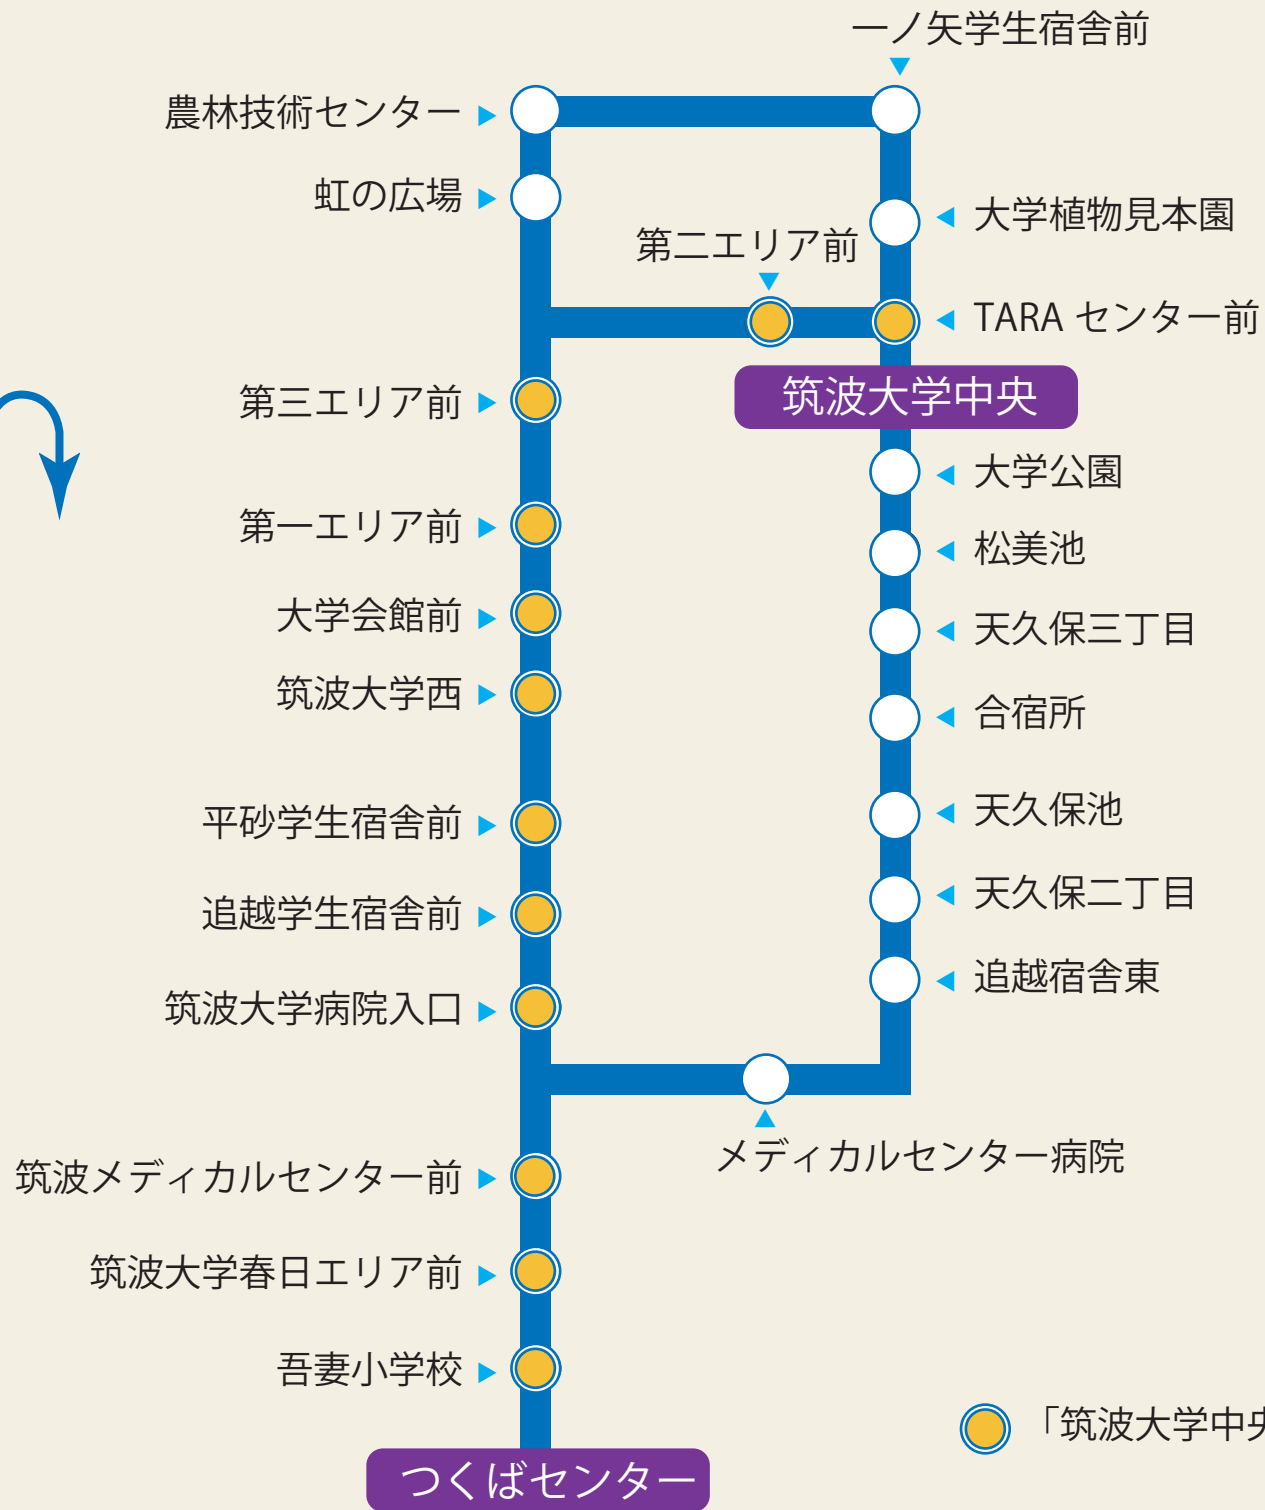 一ノ矢学生宿舎前
農林技術センター
虹の広場
大学植物見本園
第二エリア前
TARA センター前
筑波大学中央
第三エリア前
大学公園
第一エリア前
松美池
大学会館前
天久保三丁目
筑波大学西
合宿所
平砂学生宿舎前
天久保池
追越学生宿舎前
天久保二丁目
筑波大学病院入口
追越宿舎東
メディカルセンター病院
筑波メディカルセンター前
筑波大学春日エリア前
吾妻小学校
「筑波大学中央
つくばセンター